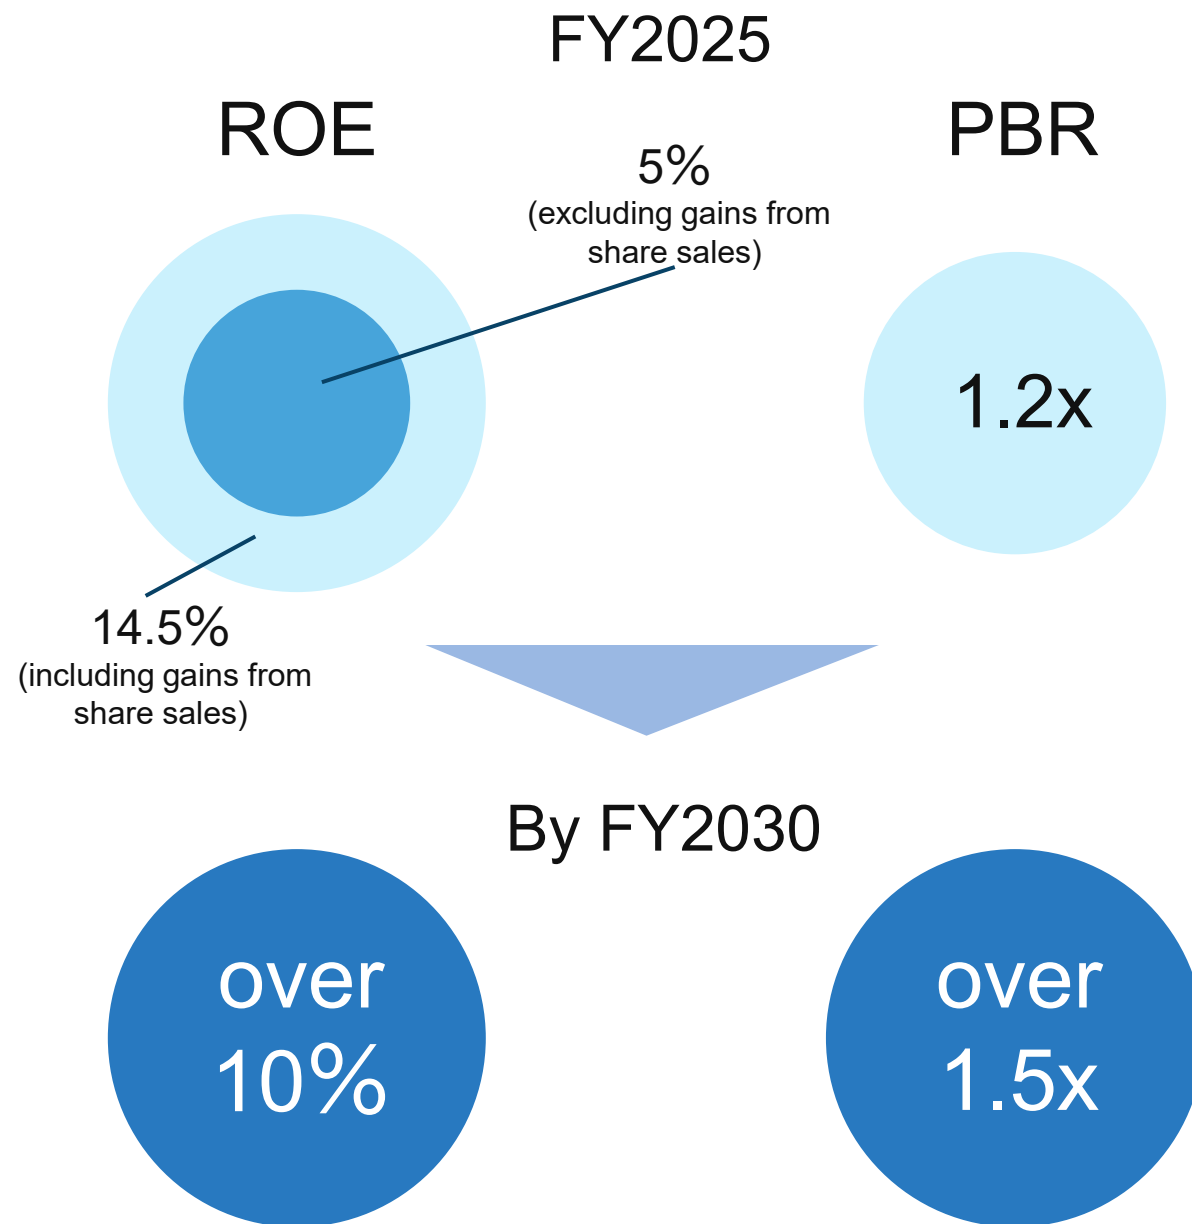 FY2025
ROE
PBR
5%
(excluding gains from
share sales)
1.2x
14.5%
(including gains from
share sales)
By FY2030
over
10%
over
1.5x